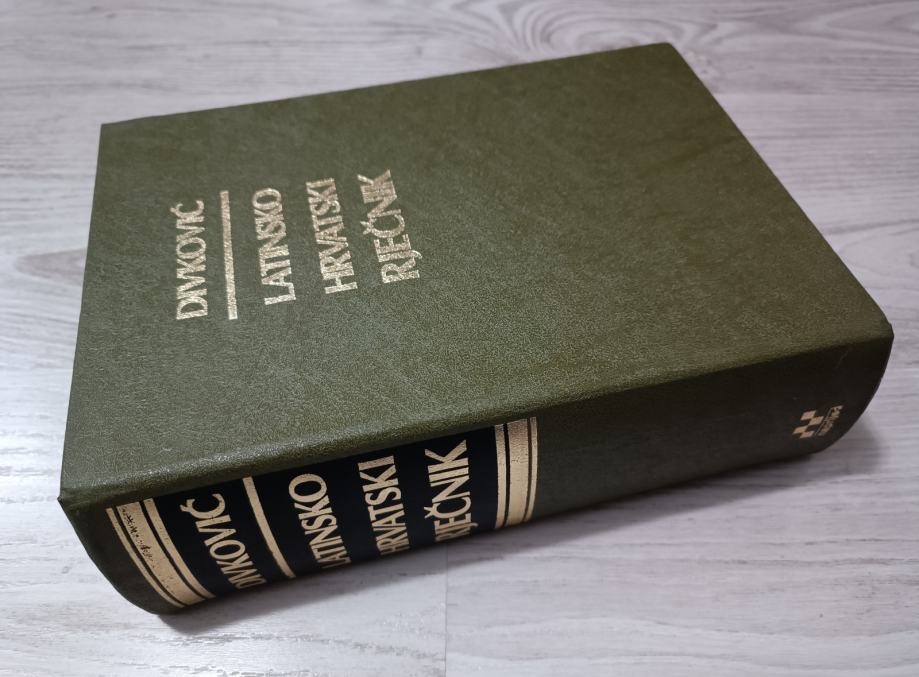 DIVKOVIĆ
LATINSKO
HRVATSKI
RJEČNIK
DIVKOVIĆ
LATINSKO
HRVATSKI
RJEČNIK